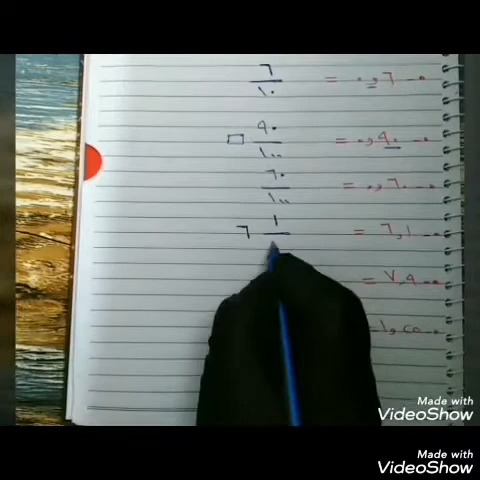 ٠,٦ = ٦/١٠
٠,٩٠ = ٩٠/١٠٠
٠,٦٠ = ٦٠/١٠٠
٦,١ = ٦ ١/
٧,٩ =
١,٢٥
Made with
VideoShow
Made with
VideoShow